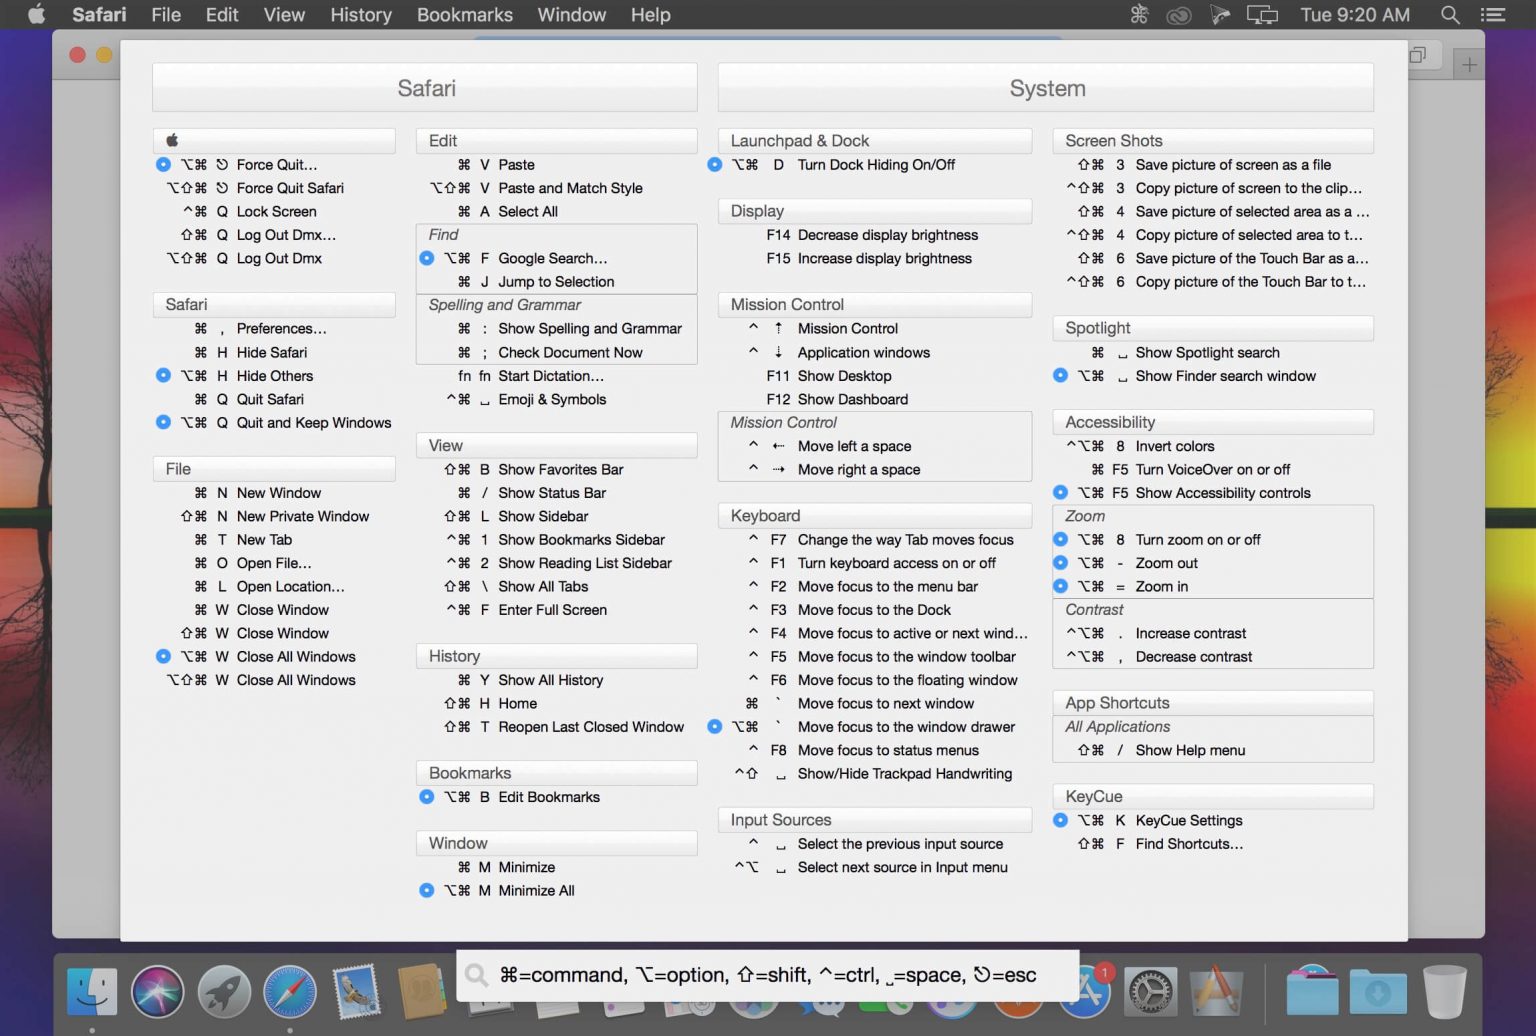 Safari File Edit View History Bookmarks Window Help Tue 9:20 AM
Safari
⌥⌘ ⎋ Force Quit...
⌥⇧⌘ ⎋ Force Quit Safari
^⌘ Q Lock Screen
⇧⌘ Q Log Out Dmx...
⌥⇧⌘ Q Log Out Dmx
Safari
⌘ , Preferences...
⌘ H Hide Safari
⌥⌘ H Hide Others
⌘ Q Quit Safari
⌥⌘ Q Quit and Keep Windows
File
⌘ N New Window
⇧⌘ N New Private Window
⌘ T New Tab
⌘ O Open File...
⌘ L Open Location...
⌘ W Close Window
⇧⌘ W Close Window
⌥⌘ W Close All Windows
⌥⇧⌘ W Close All Windows
Edit
⌘ V Paste
⌥⇧⌘ V Paste and Match Style
⌘ A Select All
Find
⌥⌘ F Google Search...
⌘ J Jump to Selection
Spelling and Grammar
⌘ : Show Spelling and Grammar
⌘ ; Check Document Now
fn fn Start Dictation...
^⌘ ⎵ Emoji & Symbols
View
⇧⌘ B Show Favorites Bar
⌘ / Show Status Bar
⇧⌘ L Show Sidebar
^⌘ 1 Show Bookmarks Sidebar
^⌘ 2 Show Reading List Sidebar
⇧⌘ \ Show All Tabs
^⌘ F Enter Full Screen
History
⌘ Y Show All History
⇧⌘ H Home
⇧⌘ T Reopen Last Closed Window
Bookmarks
⌥⌘ B Edit Bookmarks
Window
⌘ M Minimize
⌥⌘ M Minimize All
System
Launchpad & Dock
⌥⌘ D Turn Dock Hiding On/Off
Display
F14 Decrease display brightness
F15 Increase display brightness
Mission Control
^ ⇡ Mission Control
^ ⇣ Application windows
F11 Show Desktop
F12 Show Dashboard
Mission Control
^ ⇠ Move left a space
^ ⇢ Move right a space
Keyboard
^ F7 Change the way Tab moves focus
^ F1 Turn keyboard access on or off
^ F2 Move focus to the menu bar
^ F3 Move focus to the Dock
^ F4 Move focus to active or next wind...
^ F5 Move focus to the window toolbar
^ F6 Move focus to the floating window
⌘ ` Move focus to next window
⌥⌘ ` Move focus to the window drawer
^ F8 Move focus to status menus
^⇧ ⎵ Show/Hide Trackpad Handwriting
Input Sources
^ ⎵ Select the previous input source
^⌥ ⎵ Select next source in Input menu
Screen Shots
⇧⌘ 3 Save picture of screen as a file
^⇧⌘ 3 Copy picture of screen to the clip...
⇧⌘ 4 Save picture of selected area as a ...
^⇧⌘ 4 Copy picture of selected area to t...
⇧⌘ 6 Save picture of the Touch Bar as a...
^⇧⌘ 6 Copy picture of the Touch Bar to t...
Spotlight
⌘ ⎵ Show Spotlight search
⌥⌘ ⎵ Show Finder search window
Accessibility
^⌥⌘ 8 Invert colors
⌘ F5 Turn VoiceOver on or off
⌥⌘ F5 Show Accessibility controls
Zoom
⌥⌘ 8 Turn zoom on or off
⌥⌘ - Zoom out
⌥⌘ = Zoom in
Contrast
^⌥⌘ . Increase contrast
^⌥⌘ , Decrease contrast
App Shortcuts
All Applications
⇧⌘ / Show Help menu
KeyCue
⌥⌘ K KeyCue Settings
⇧⌘ F Find Shortcuts...
⌘=command, ⌥=option, ⇧=shift, ^=ctrl, ⎵=space, ⎋=esc
1